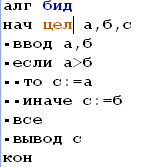 алг бид
нач цел а,б,с
·ввод а,б
·если а>б
··то с:=а
··иначе с:=б
·все
·вывод с
кон